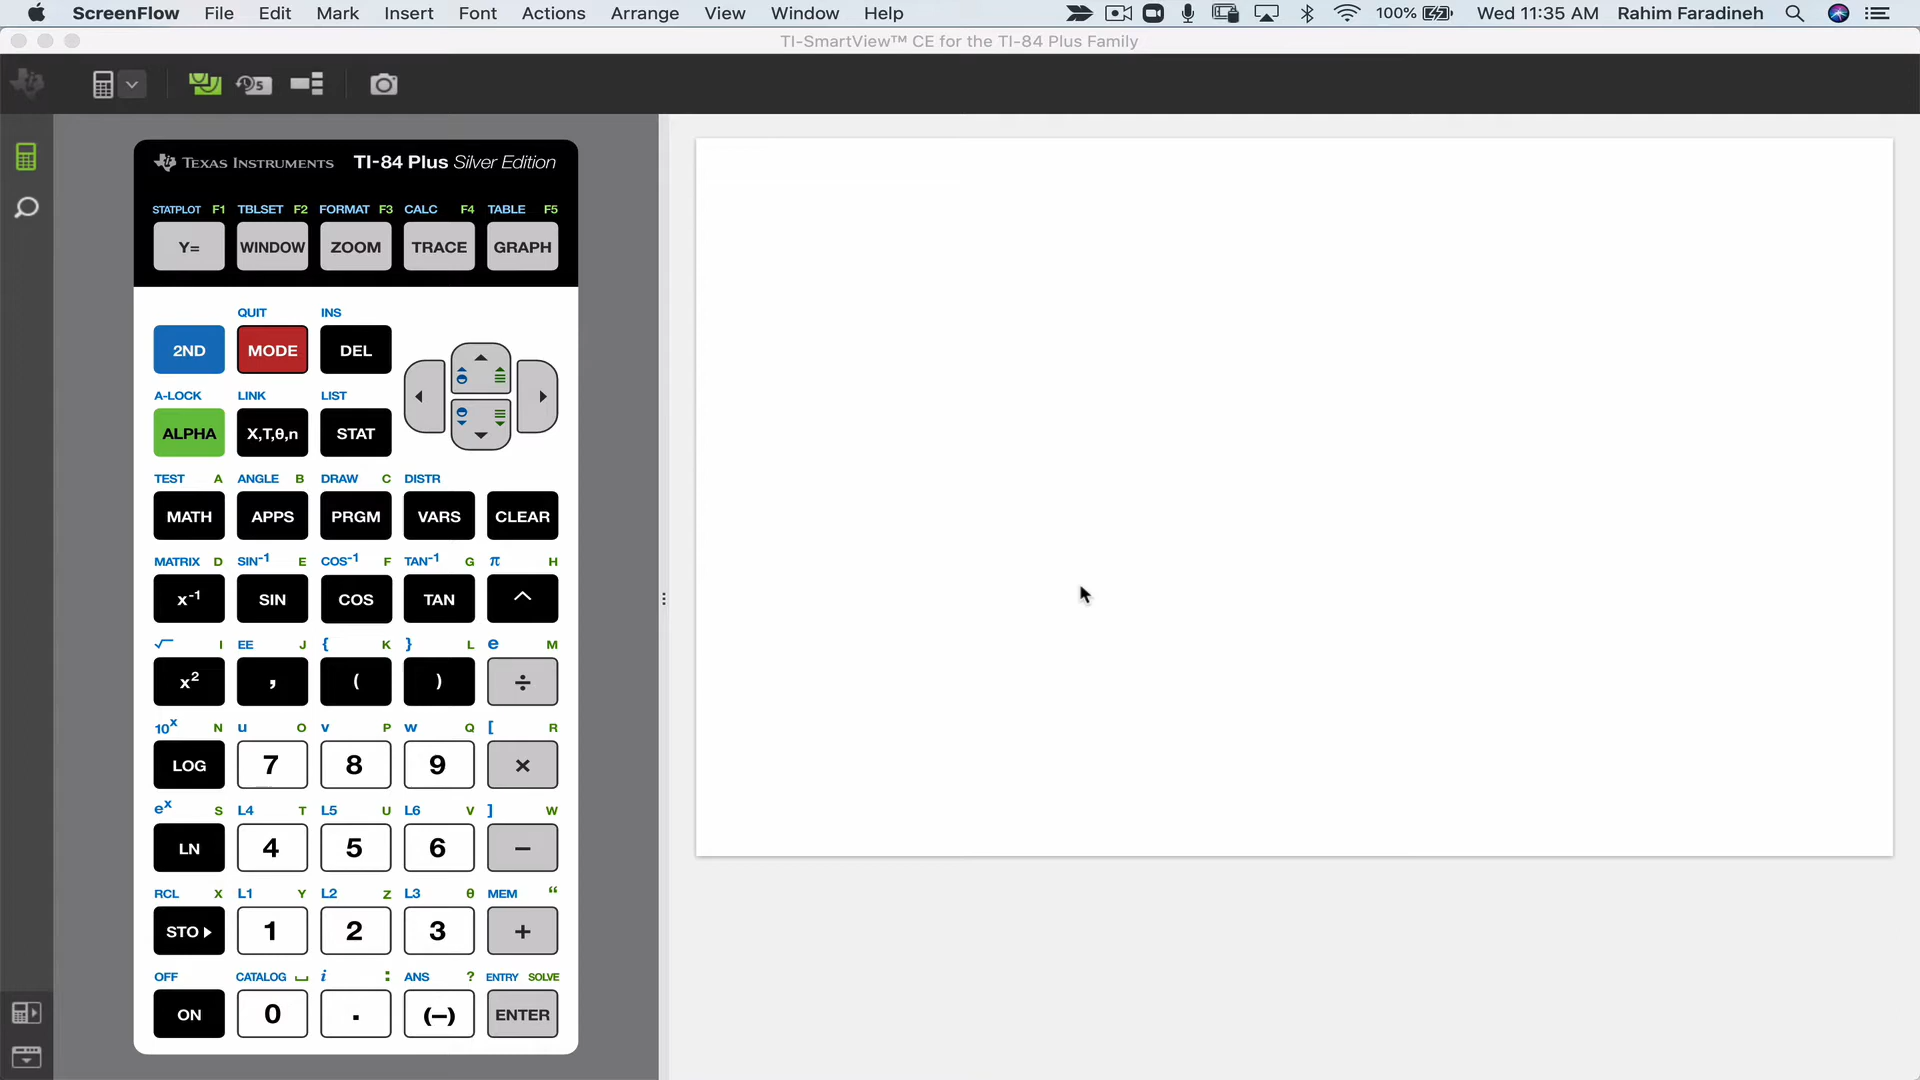 ScreenFlow File Edit Mark Insert Font Actions Arrange View Window Help 100% Wed 11:35 AM Rahim Faradineh
TI-SmartView™ CE for the TI-84 Plus Family
5
TEXAS INSTRUMENTS TI-84 Plus Silver Edition
STATPLOT F1 TBLSET F2 FORMAT F3 CALC F4 TABLE F5
Y= WINDOW ZOOM TRACE GRAPH
QUIT INS
2ND MODE DEL
A-LOCK LINK LIST
ALPHA X,T,θ,n STAT
TEST A ANGLE B DRAW C DISTR
MATH APPS PRGM VARS CLEAR
MATRIX D SIN⁻¹ E COS⁻¹ F TAN⁻¹ G π H
x⁻¹ SIN COS TAN ^
√ I EE J { K } L e M
x² , ( ) ÷
10ˣ N u O v P w Q [ R
LOG 7 8 9 ×
eˣ S L4 T L5 U L6 V ] W
LN 4 5 6 −
RCL X L1 Y L2 Z L3 θ MEM “
STO▸ 1 2 3 +
OFF CATALOG ⎵ i : ANS ? ENTRY SOLVE
ON 0 . (−) ENTER